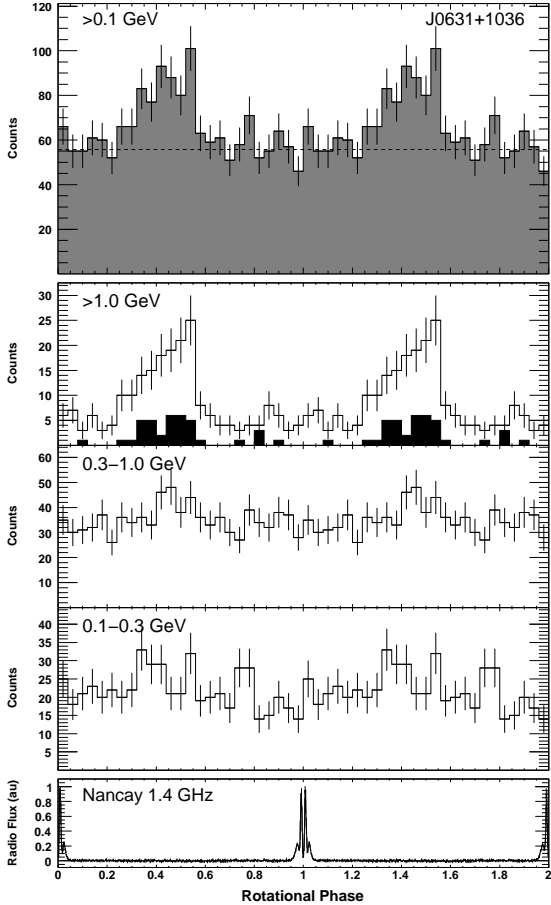 >0.1 GeV J0631+1036
120
100
80
60
40
20
Counts
>1.0 GeV
30
25
20
15
10
5
Counts
0.3−1.0 GeV
60
50
40
30
20
10
Counts
0.1−0.3 GeV
40
35
30
25
20
15
10
5
Counts
Nancay 1.4 GHz
1
0.8
0.6
0.4
0.2
0
Radio Flux (au)
0 0.2 0.4 0.6 0.8 1 1.2 1.4 1.6 1.8 2
Rotational Phase